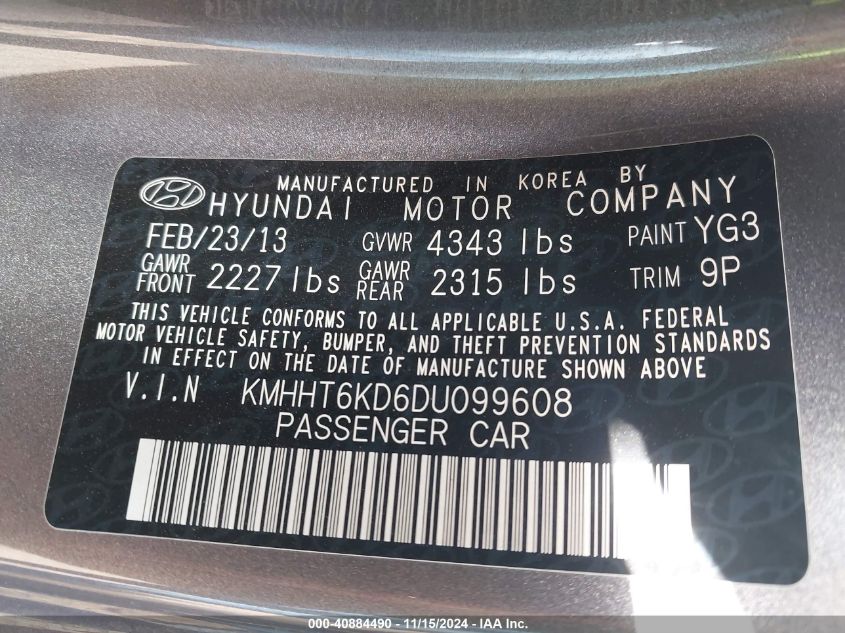 MANUFACTURED IN KOREA BY
HYUNDAI MOTOR COMPANY
FEB/23/13 GVWR 4343 lbs PAINT YG3
GAWR FRONT 2227 lbs GAWR REAR 2315 lbs TRIM 9P
THIS VEHICLE CONFORMS TO ALL APPLICABLE U.S.A. FEDERAL
MOTOR VEHICLE SAFETY, BUMPER, AND THEFT PREVENTION STANDARDS
IN EFFECT ON THE DATE OF MANUFACTURE SHOWN ABOVE
V.I.N KMHHT6KD6DU099608
PASSENGER CAR
000-40884490 - 11/15/2024 - IAA Inc.